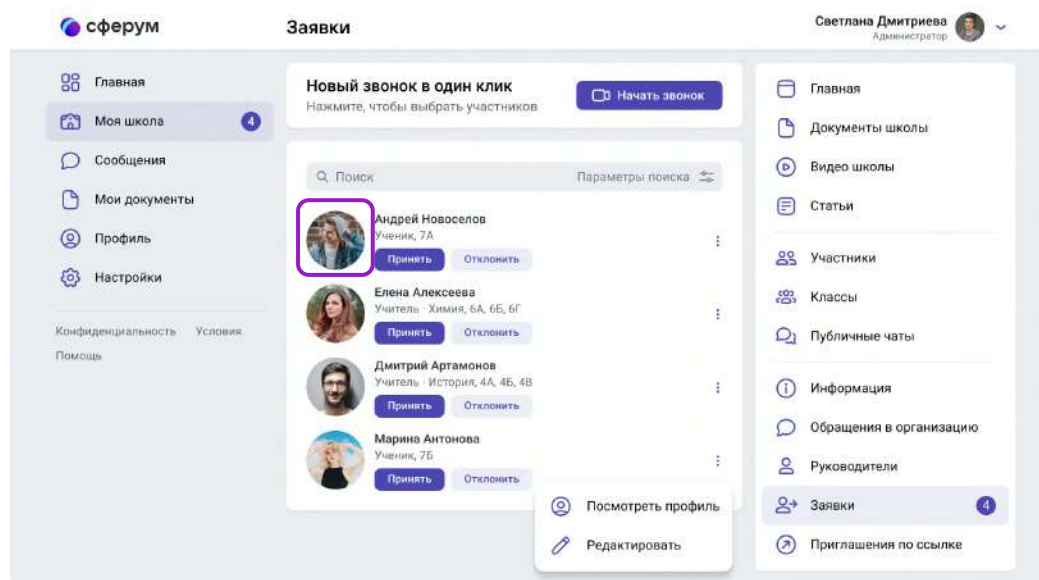 сферум
Заявки
Светлана Дмитриева
Администратор
Главная
Моя школа 4
Сообщения
Мои документы
Профиль
Настройки
Конфиденциальность Условия
Помощь
Новый звонок в один клик
Нажмите, чтобы выбрать участников
Начать звонок
Поиск Параметры поиска
Андрей Новоселов
Ученик, 7А
Принять Отклонить
Елена Алексеева
Учитель · Химия, 6А, 6Б, 6Г
Принять Отклонить
Дмитрий Артамонов
Учитель · История, 4А, 4Б, 4В
Принять Отклонить
Марина Антонова
Ученик, 7Б
Принять Отклонить
Посмотреть профиль
Редактировать
Главная
Документы школы
Видео школы
Статьи
Участники
Классы
Публичные чаты
Информация
Обращения в организацию
Руководители
Заявки 4
Приглашения по ссылке